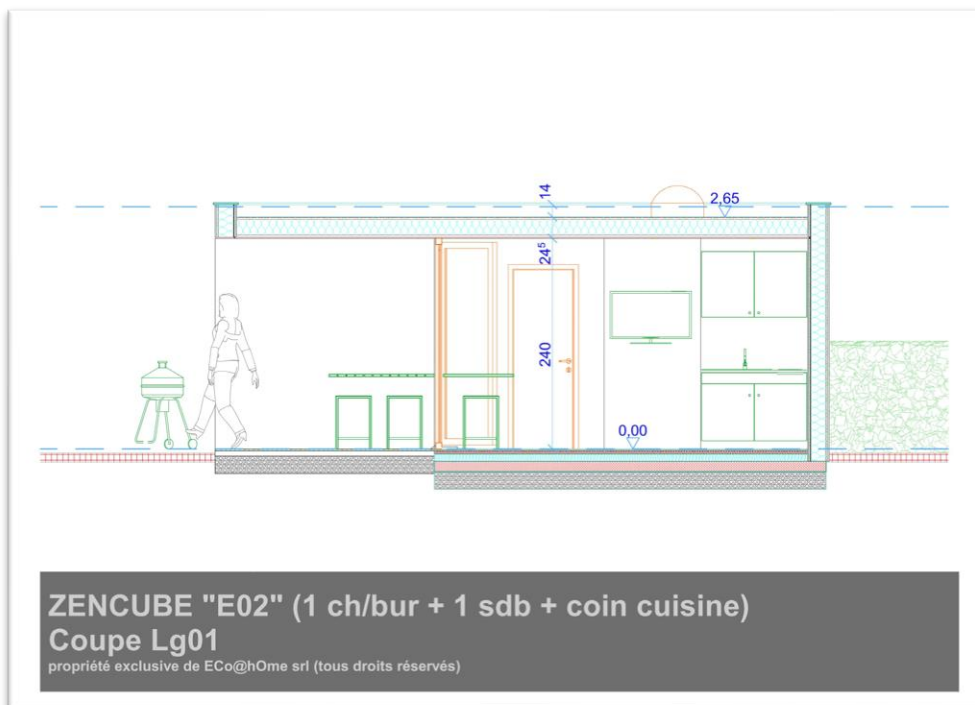 14
2,65
24⁵
240
0,00
ZENCUBE "E02" (1 ch/bur + 1 sdb + coin cuisine)
Coupe Lg01
propriété exclusive de ECo@hOme srl (tous droits réservés)